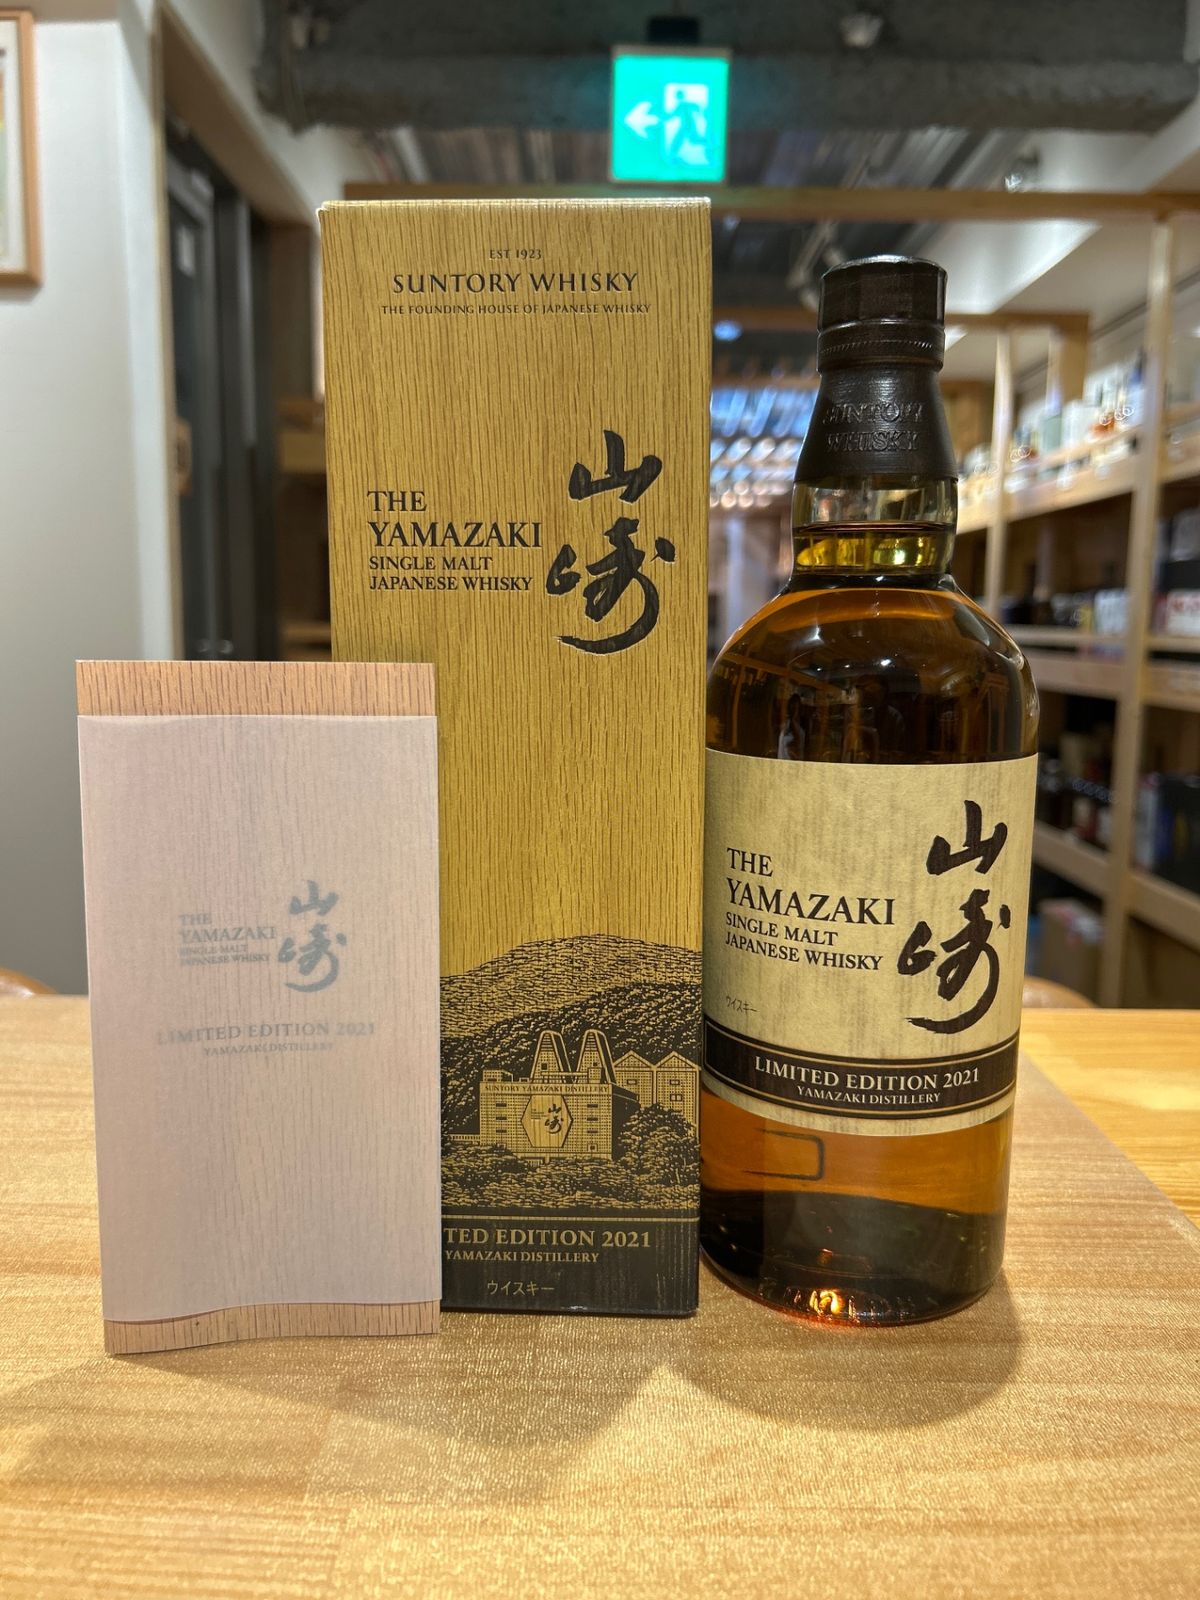 EST 1923
SUNTORY WHISKY
THE FOUNDING HOUSE OF JAPANESE WHISKY
THE
YAMAZAKI
SINGLE MALT
JAPANESE WHISKY
山崎
SUNTORY YAMAZAKI DISTILLERY
山崎
TED EDITION 2021
YAMAZAKI DISTILLERY
ウイスキー
THE
YAMAZAKI
SINGLE MALT
JAPANESE WHISKY
山崎
LIMITED EDITION 2021
YAMAZAKI DISTILLERY
SUNTORY
WHISKY
THE
YAMAZAKI
SINGLE MALT
JAPANESE WHISKY
山崎
ウイスキー
LIMITED EDITION 2021
YAMAZAKI DISTILLERY